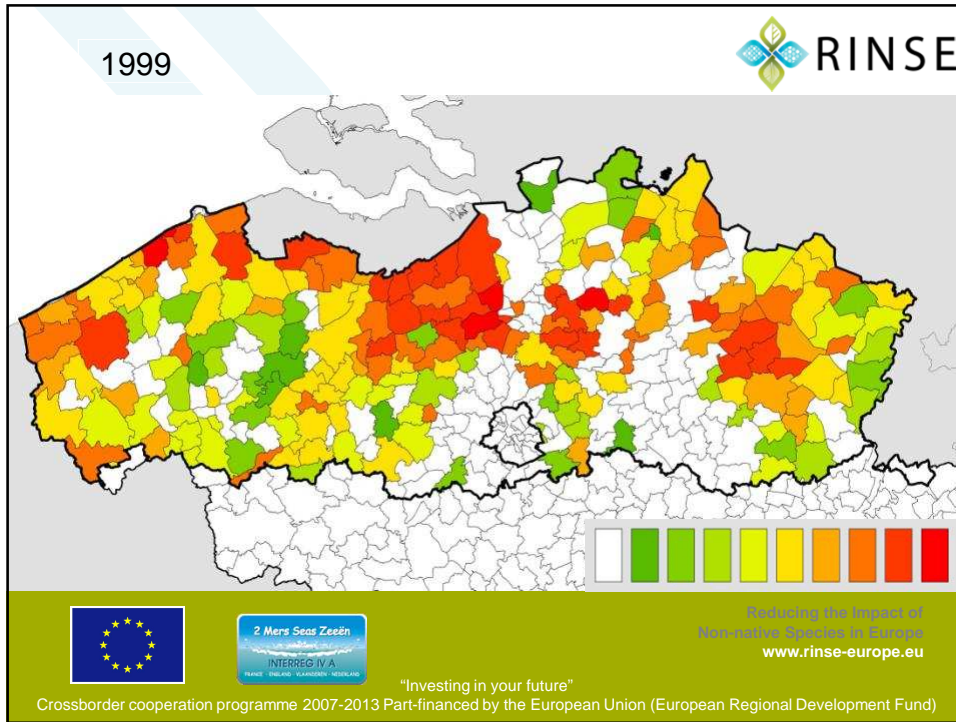 1999
RINSE
Reducing the Impact of
Non-native Species in Europe
www.rinse-europe.eu
2 Mers Seas Zeeën
INTERREG IV A
FRANCE - ENGLAND - VLAANDEREN - NEDERLAND
“Investing in your future”
Crossborder cooperation programme 2007-2013 Part-financed by the European Union (European Regional Development Fund)